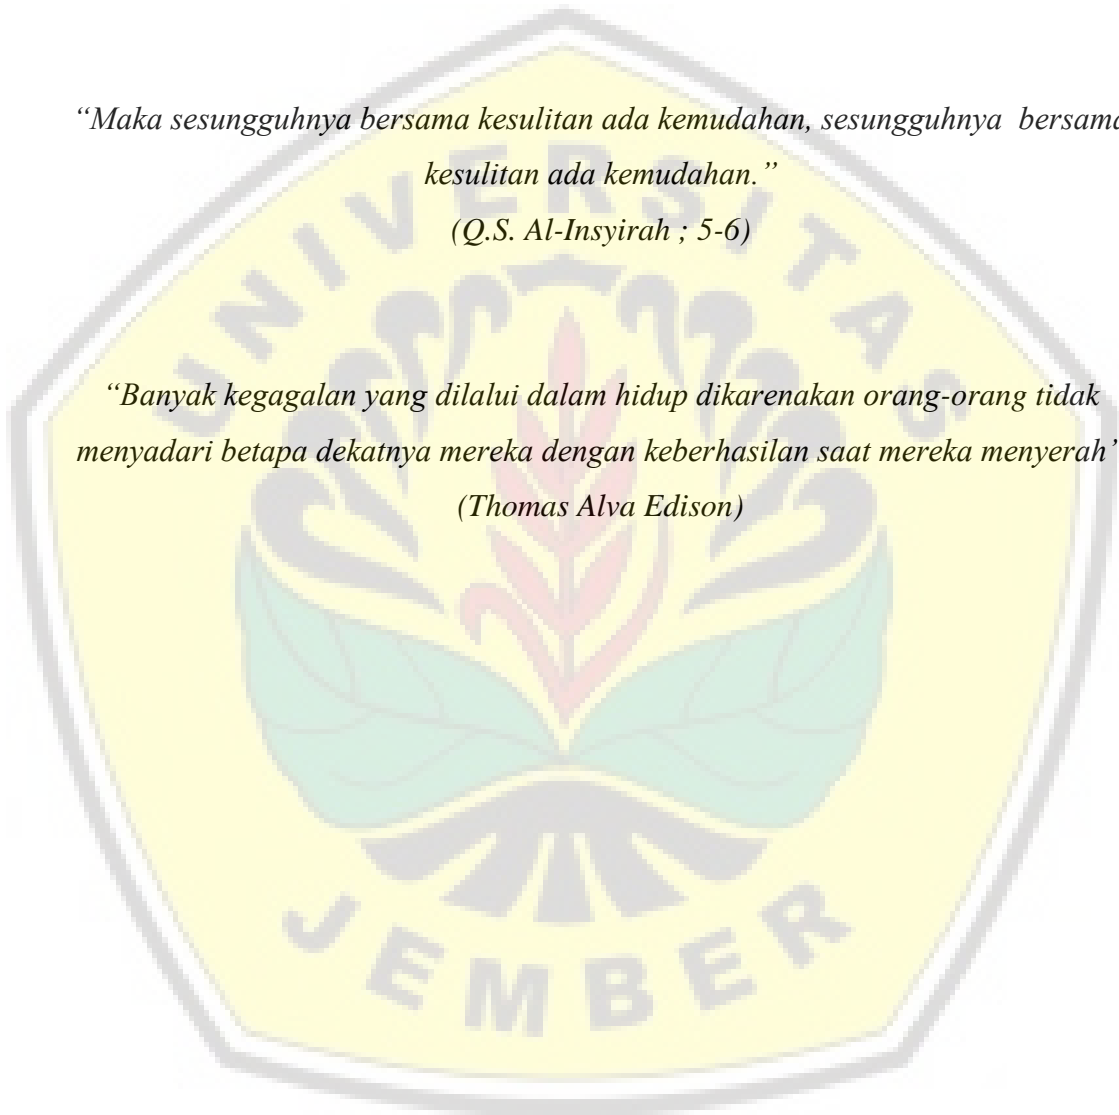 “Maka sesungguhnya bersama kesulitan ada kemudahan, sesungguhnya  bersama
kesulitan ada kemudahan.”
(Q.S. Al-Insyirah ; 5-6)
“Banyak kegagalan yang dilalui dalam hidup dikarenakan orang-orang tidak
menyadari betapa dekatnya mereka dengan keberhasilan saat mereka menyerah”
(Thomas Alva Edison)
UNIVERSITAS
JEMBER